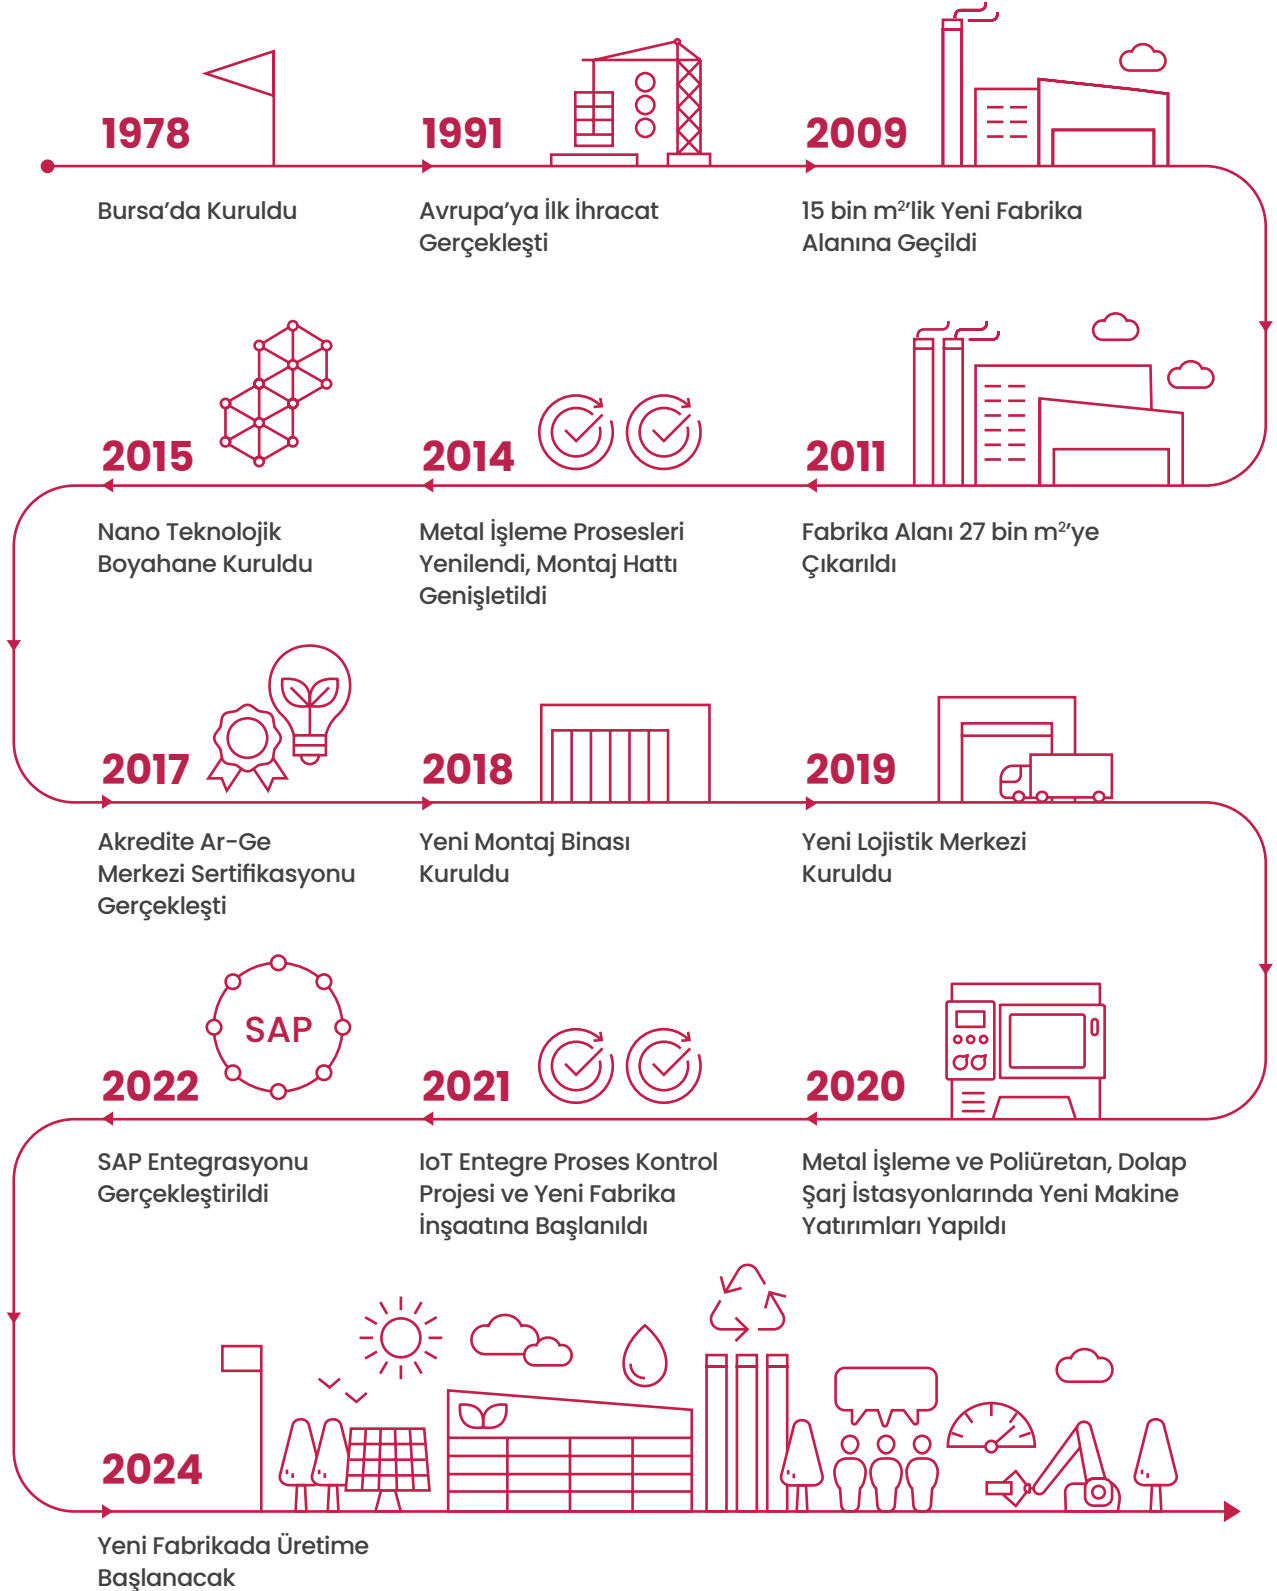 1978
Bursa’da Kuruldu
1991
Avrupa’ya İlk İhracat
Gerçekleşti
2009
15 bin m²’lik Yeni Fabrika
Alanına Geçildi
2011
Fabrika Alanı 27 bin m²’ye
Çıkarıldı
2014
Metal İşleme Prosesleri
Yenilendi, Montaj Hattı
Genişletildi
2015
Nano Teknolojik
Boyahane Kuruldu
2017
Akredite Ar-Ge
Merkezi Sertifikasyonu
Gerçekleşti
2018
Yeni Montaj Binası
Kuruldu
2019
Yeni Lojistik Merkezi
Kuruldu
2020
Metal İşleme ve Poliüretan, Dolap
Şarj İstasyonlarında Yeni Makine
Yatırımları Yapıldı
2021
IoT Entegre Proses Kontrol
Projesi ve Yeni Fabrika
İnşaatına Başlanıldı
SAP
2022
SAP Entegrasyonu
Gerçekleştirildi
2024
Yeni Fabrikada Üretime
Başlanacak